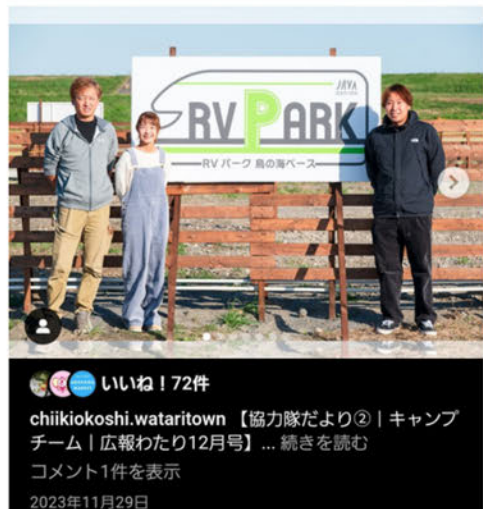 RV PARK
RV パーク 鳥の海ベース
いいね！72件
chiikiokoshi.wataritown 【協力隊だより②｜キャンプ
チーム｜広報わたり12月号】... 続きを読む
コメント1件を表示
2023年11月29日